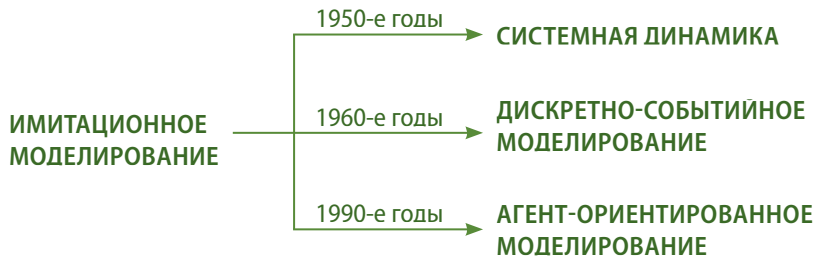 1950-е годы
СИСТЕМНАЯ ДИНАМИКА
ИМИТАЦИОННОЕ
МОДЕЛИРОВАНИЕ
1960-е годы
ДИСКРЕТНО-СОБЫТИЙНОЕ
МОДЕЛИРОВАНИЕ
1990-е годы
АГЕНТ-ОРИЕНТИРОВАННОЕ
МОДЕЛИРОВАНИЕ